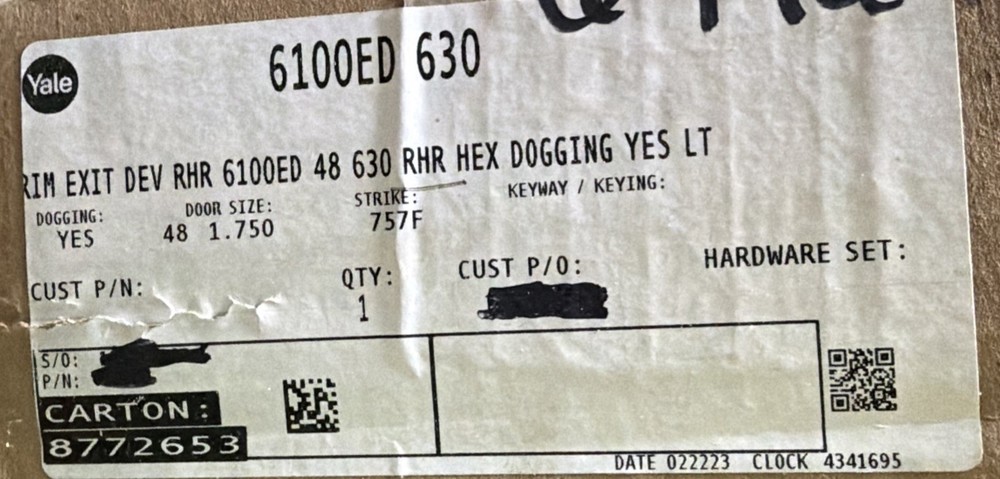 Yale
6100ED 630
RIM EXIT DEV RHR 6100ED 48 630 RHR HEX DOGGING YES LT
DOGGING: DOOR SIZE: STRIKE: KEYWAY / KEYING:
YES 48 1.750 757F
CUST P/N: QTY: CUST P/O: HARDWARE SET:
1
S/O:
P/N:
CARTON:
8772653
DATE 022223 CLOCK 4341695